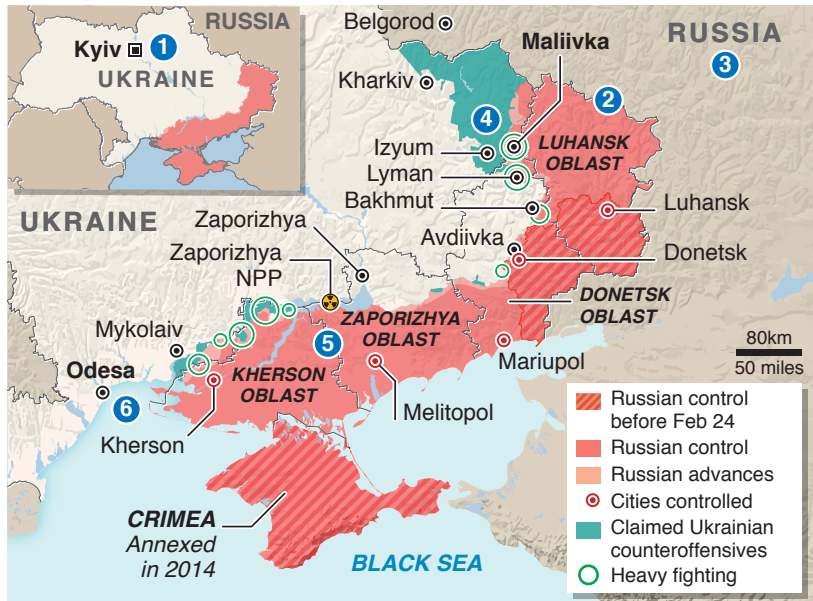 RUSSIA
Kyiv
1
UKRAINE
Belgorod
Maliivka
RUSSIA
3
Kharkiv
2
4
Izyum
LUHANSK
OBLAST
Lyman
Bakhmut
Luhansk
UKRAINE
Zaporizhya
Avdiivka
Donetsk
Zaporizhya
NPP
DONETSK
OBLAST
ZAPORIZHYA
OBLAST
Mykolaiv
5
Mariupol
80km
50 miles
Odesa
KHERSON
OBLAST
6
Melitopol
Kherson
CRIMEA
Annexed
in 2014
BLACK SEA
Russian control
before Feb 24
Russian control
Russian advances
Cities controlled
Claimed Ukrainian
counteroffensives
Heavy fighting